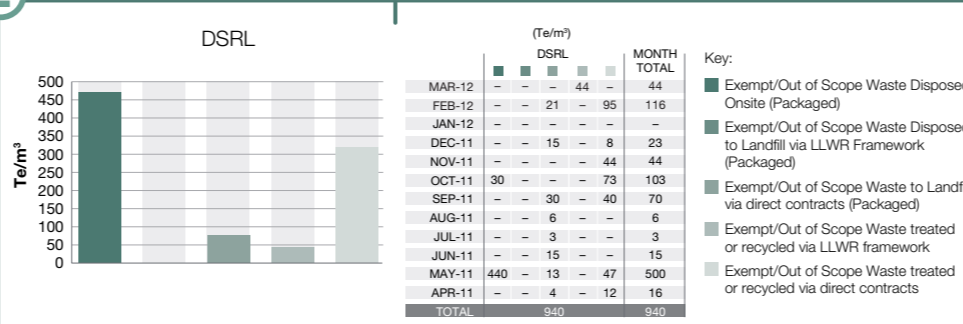 DSRL
500
450
400
350
300
250
200
150
100
50
0
Te/m³
(Te/m³)
DSRL MONTH
TOTAL
MAR-12 – – – 44 – 44
FEB-12 – – 21 – 95 116
JAN-12 – – – – – –
DEC-11 – – 15 – 8 23
NOV-11 – – – – 44 44
OCT-11 30 – – – 73 103
SEP-11 – – 30 – 40 70
AUG-11 – – 6 – – 6
JUL-11 – – 3 – – 3
JUN-11 – – 15 – – 15
MAY-11 440 – 13 – 47 500
APR-11 – – 4 – 12 16
TOTAL 940 940
Key:
Exempt/Out of Scope Waste Dispose
Onsite (Packaged)
Exempt/Out of Scope Waste Dispose
to Landfill via LLWR Framework
(Packaged)
Exempt/Out of Scope Waste to Landf
via direct contracts (Packaged)
Exempt/Out of Scope Waste treated
or recycled via LLWR framework
Exempt/Out of Scope Waste treated
or recycled via direct contracts